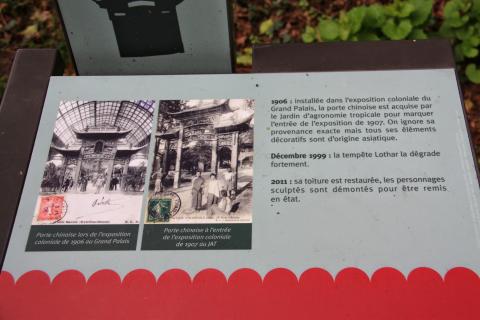 1906 : installée dans l'exposition coloniale du
Grand Palais, la porte chinoise est acquise par
le Jardin d'agronomie tropicale pour marquer
l'entrée de l'exposition de 1907. On ignore sa
provenance exacte mais tous ses éléments
décoratifs sont d'origine asiatique.
Décembre 1999 : la tempête Lothar la dégrade
fortement.
2011 : sa toiture est restaurée, les personnages
sculptés sont démontés pour être remis
en état.
Porte chinoise lors de l'exposition
coloniale de 1906 au Grand Palais
Porte chinoise à l'entrée
de l'exposition coloniale
de 1907 au JAT